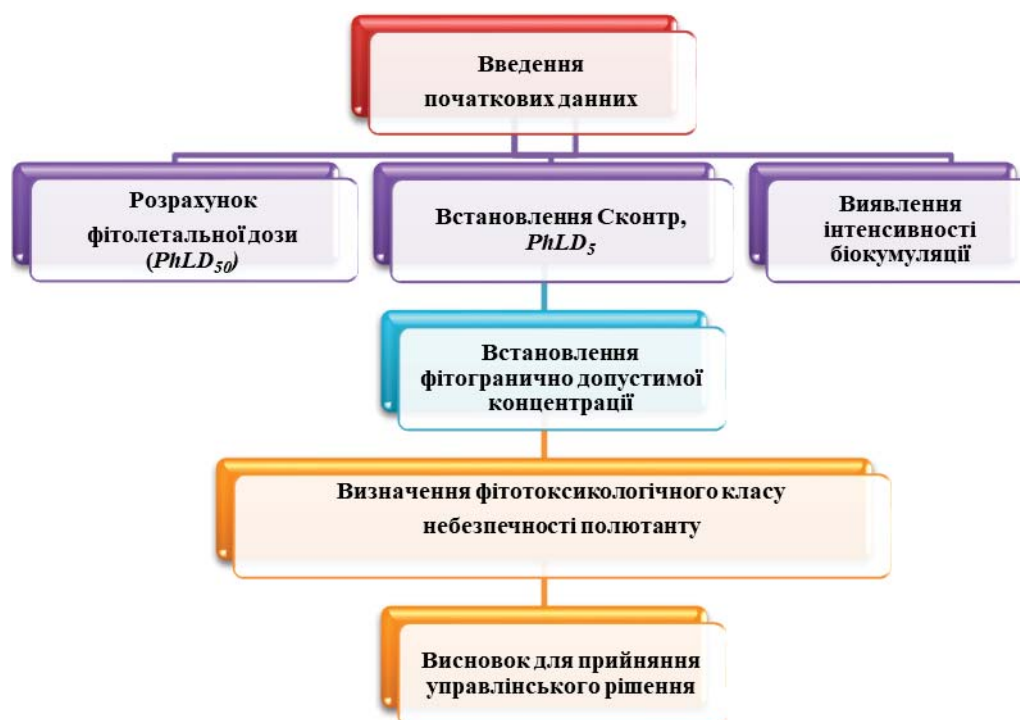 Введення
початкових данних
Розрахунок
фітолетальної дози
(PhLD50)
Встановлення Сконтр,
PhLD5
Виявлення
інтенсивності
біокумуляції
Встановлення
фітогранично допустимої
концентрації
Визначення фітотоксикологічного класу
небезпечності полютанту
Висновок для прийняття
управлінського рішення